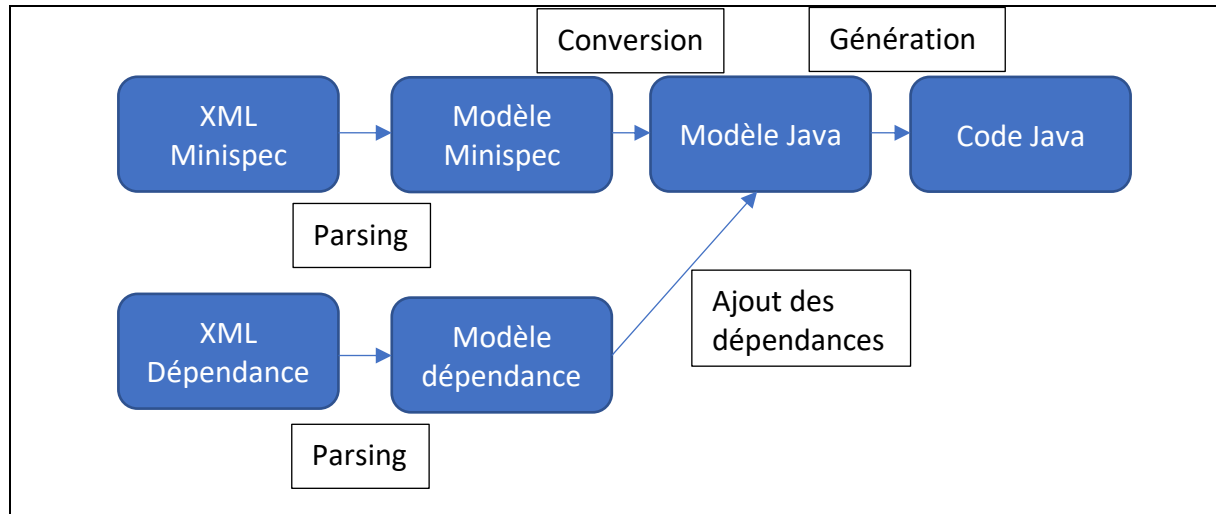 Conversion
Génération
XML
Minispec
Modèle
Minispec
Modèle Java
Code Java
Parsing
XML
Dépendance
Modèle
dépendance
Ajout des
dépendances
Parsing